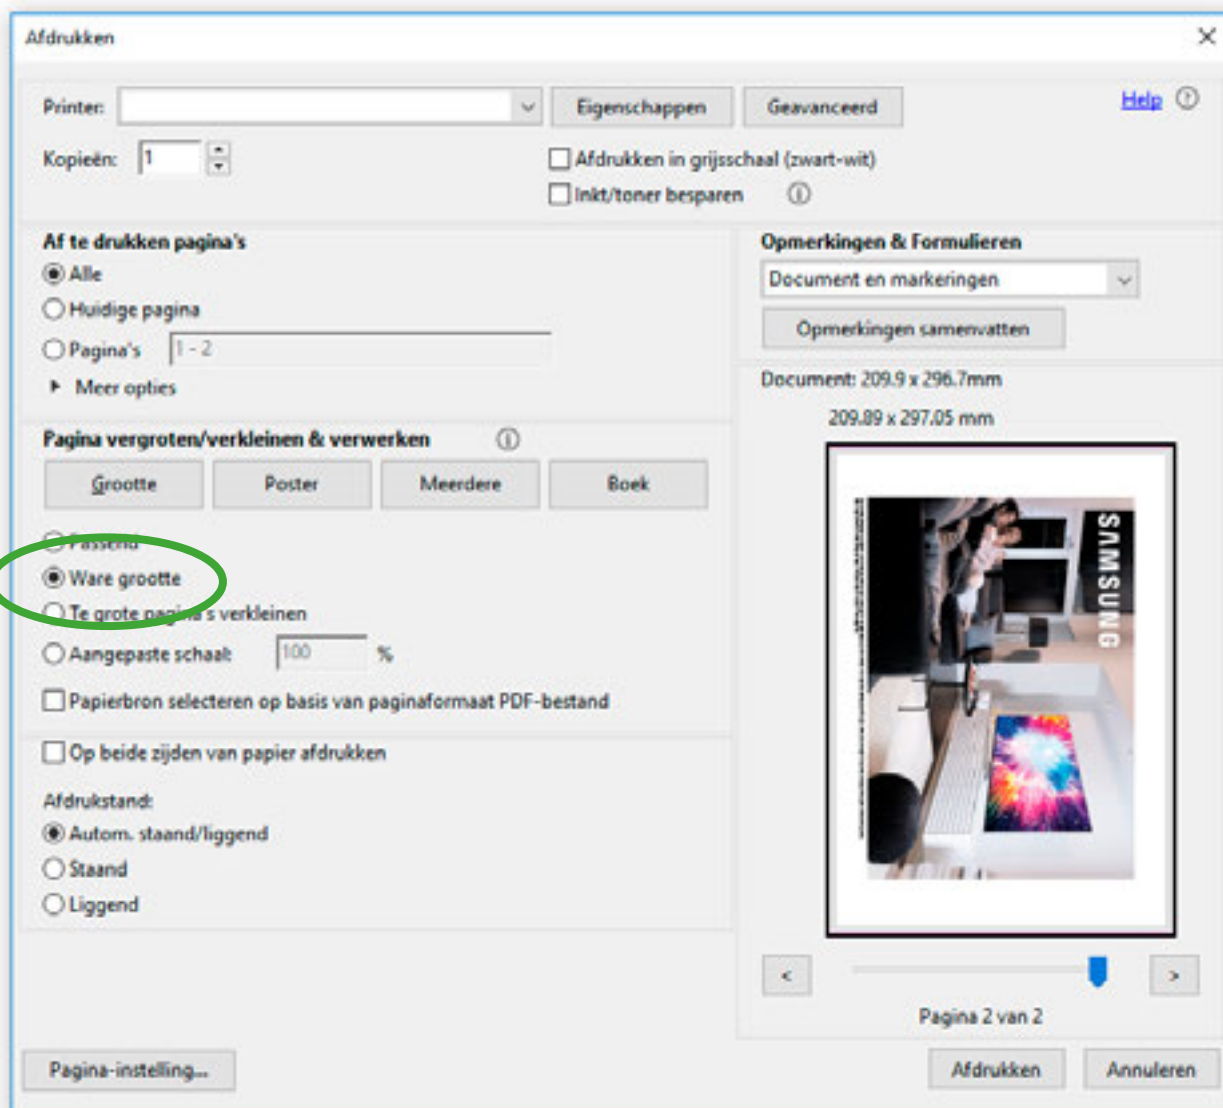 Afdrukken
Printer:
Eigenschappen
Geavanceerd
Help
Kopieën: 1
Afdrukken in grijsschaal (zwart-wit)
Inkt/toner besparen
Af te drukken pagina's
Alle
Huidige pagina
Pagina's 1 - 2
Meer opties
Opmerkingen & Formulieren
Document en markeringen
Opmerkingen samenvatten
Pagina vergroten/verkleinen & verwerken
Grootte
Poster
Meerdere
Boek
Passend
Ware grootte
Te grote pagina's verkleinen
Aangepaste schaal: 100 %
Papierbron selecteren op basis van paginaformaat PDF-bestand
Op beide zijden van papier afdrukken
Afdrukstand:
Autom. staand/liggend
Staand
Liggend
Document: 209.9 x 296.7mm
209.89 x 297.05 mm
SAMSUNG
<
>
Pagina 2 van 2
Pagina-instelling...
Afdrukken
Annuleren